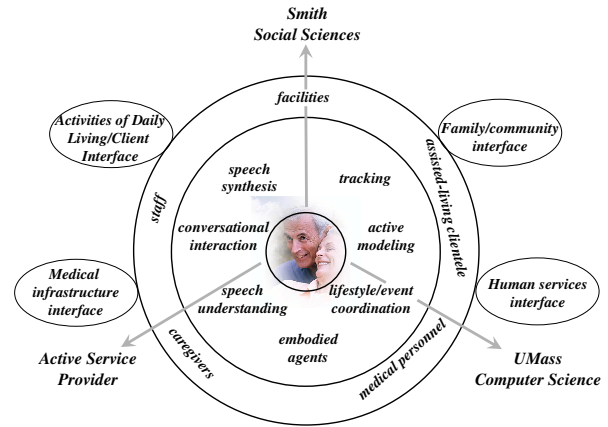 Smith
Social Sciences
facilities
Activities of Daily
Living/Client
Interface
Family/community
interface
speech
synthesis
tracking
assisted-living clientele
staff
conversational
interaction
active
modeling
Medical
infrastructure
interface
speech
understanding
lifestyle/event
coordination
Human services
interface
embodied
agents
caregivers
medical personnel
Active Service
Provider
UMass
Computer Science